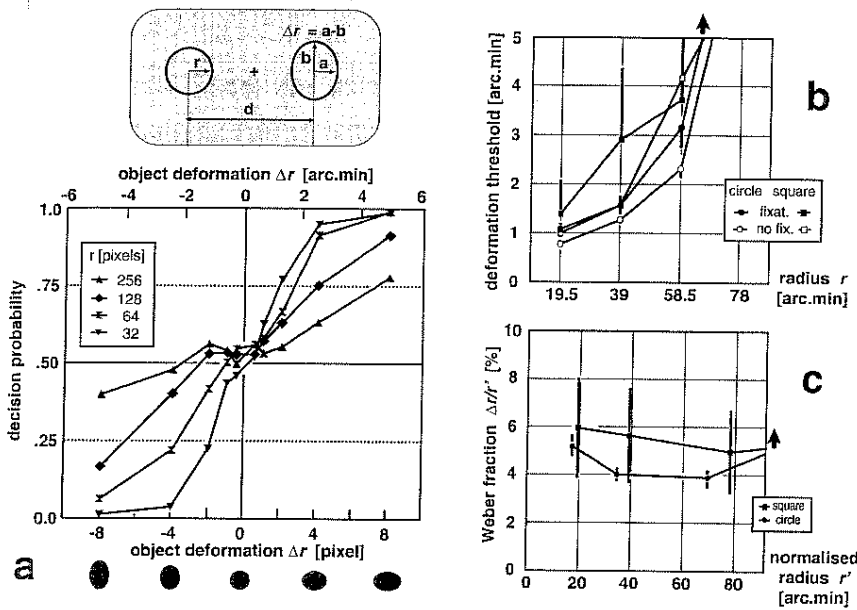 Δr = a-b
r
+
b
a
d
object deformation Δr [arc.min]
-6 -4 -2 0 2 4 6
1.0
.75
.50
.25
0.0
decision probability
r [pixels]
256
128
64
32
-8 -4 0 4 8
object deformation Δr [pixel]
a
5
4
3
2
1
0
deformation threshold [arc.min]
b
circle square
fixat.
no fix.
radius r
[arc.min]
19.5 39 58.5 78
10
8
6
4
2
0
Weber fraction Δr/r' [%]
c
square
circle
normalised
radius r'
[arc.min]
0 20 40 60 80